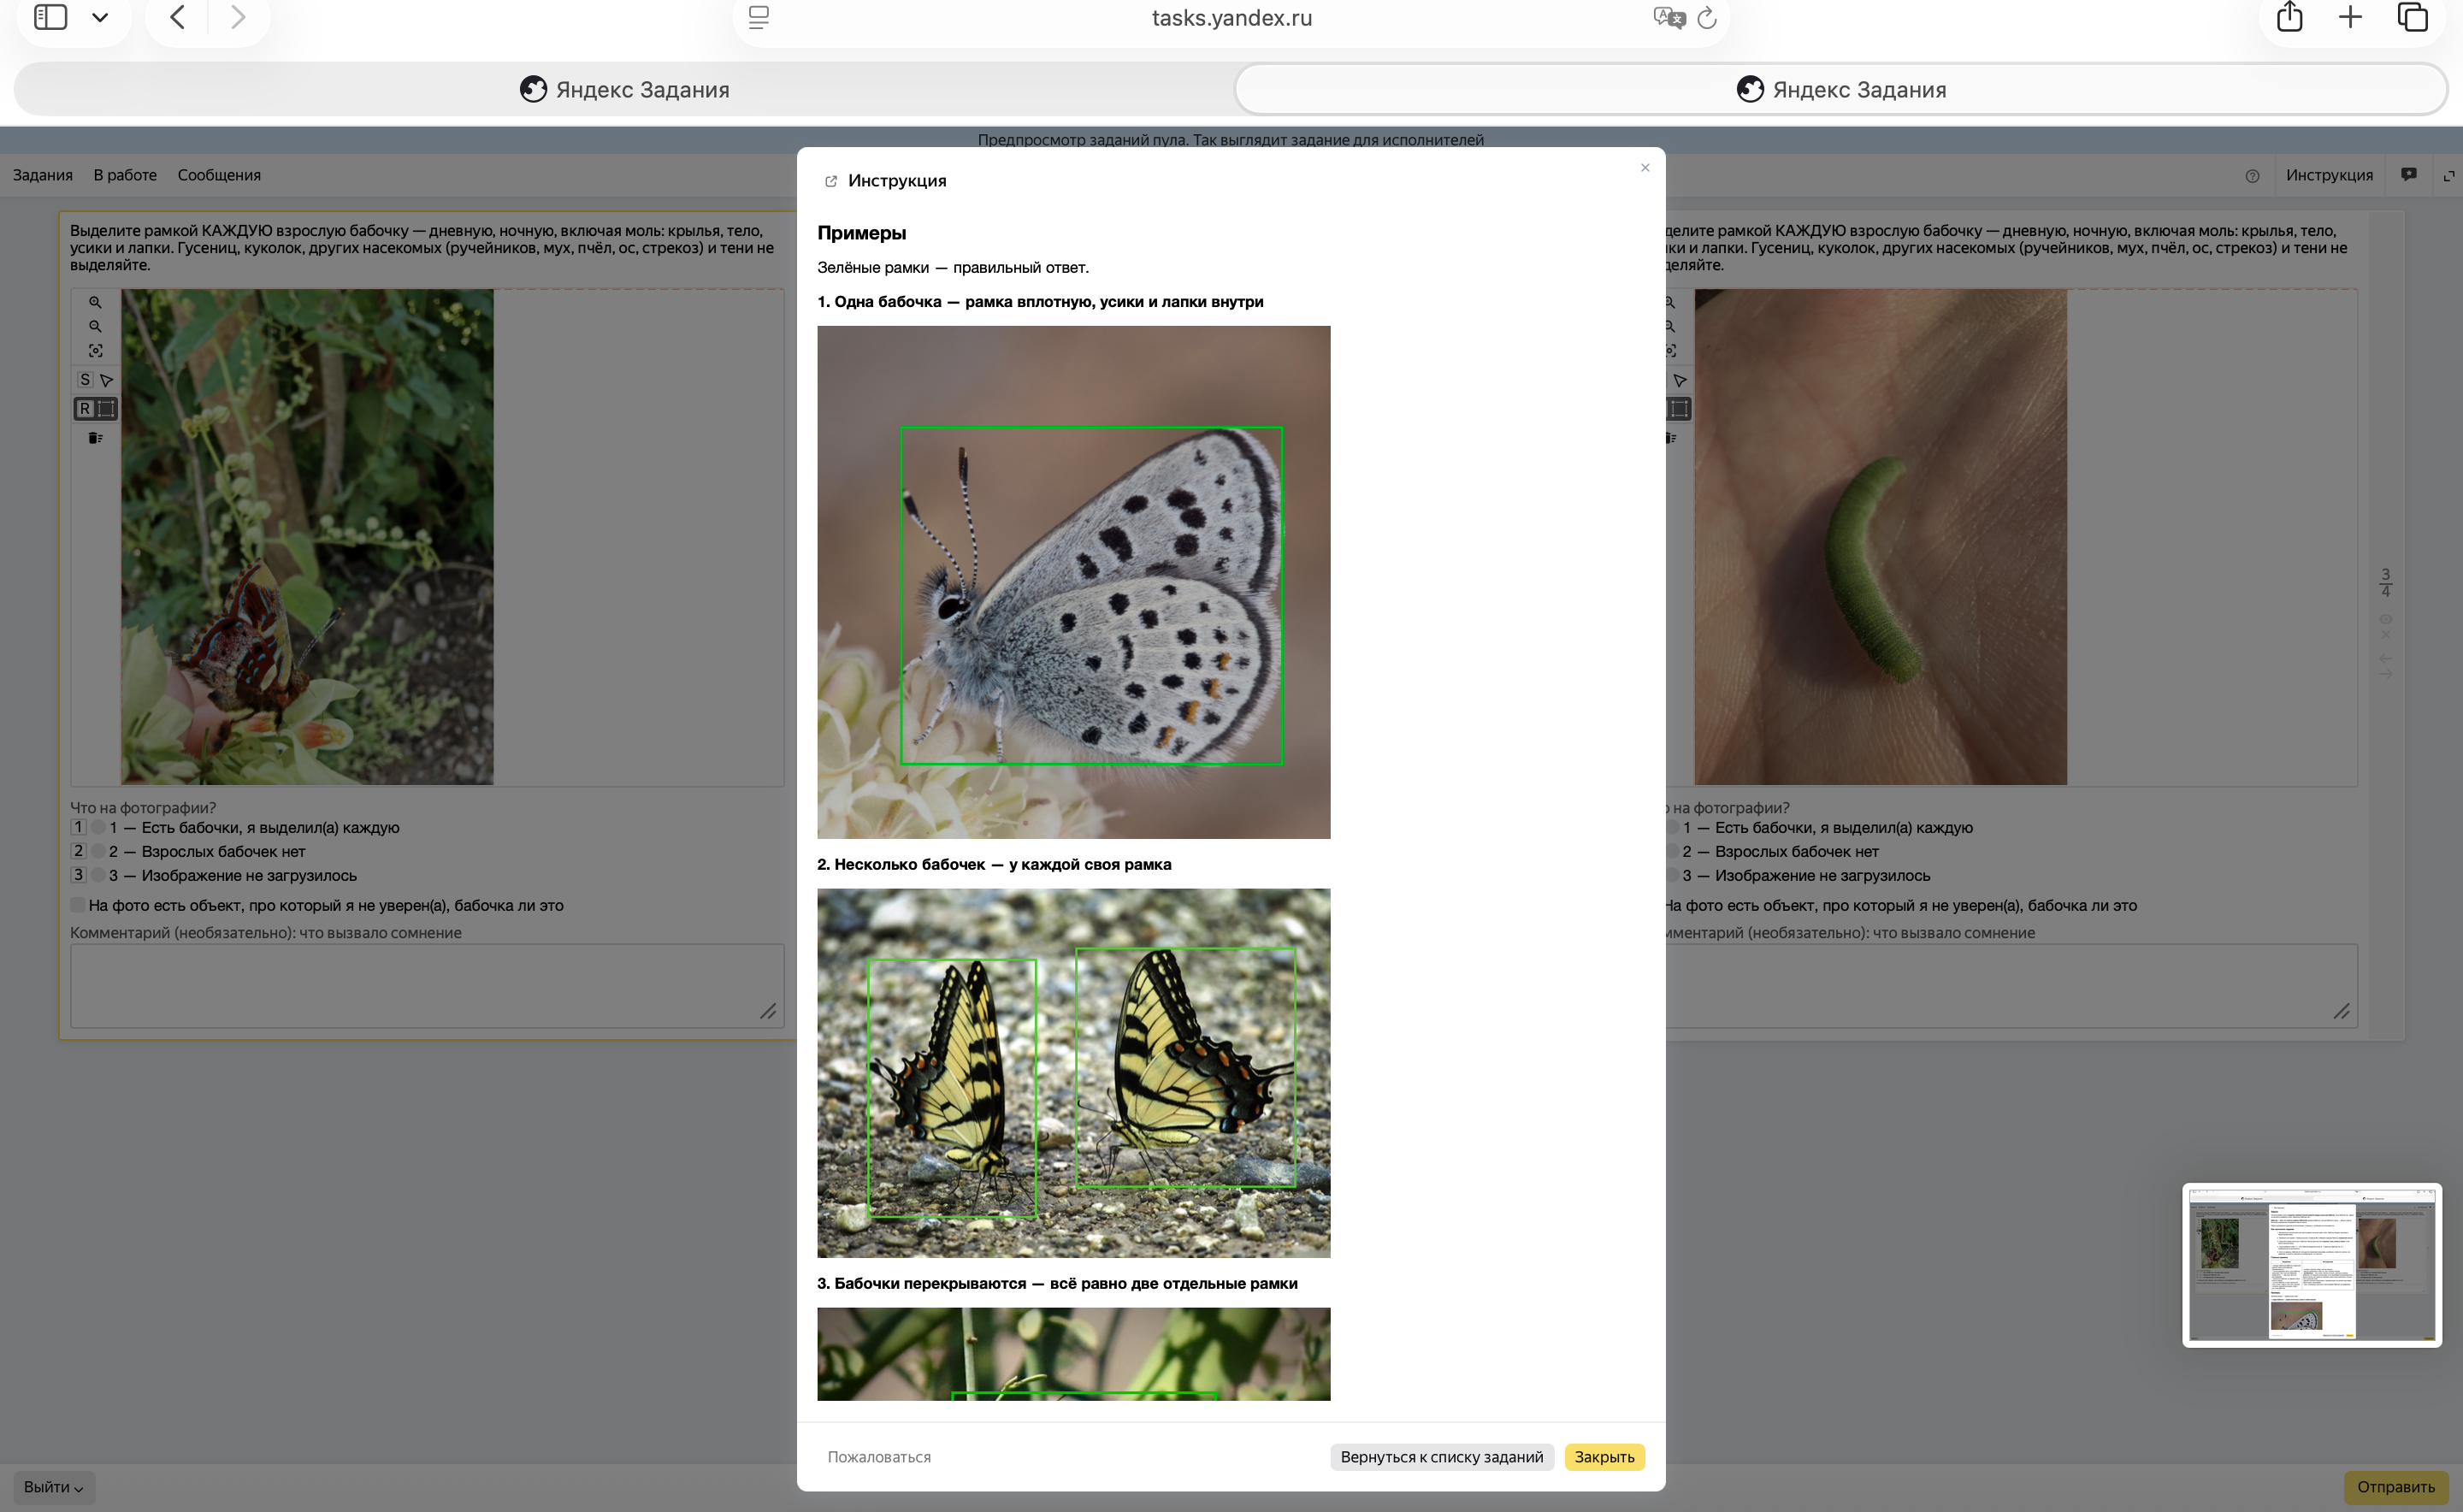 tasks.yandex.ru
Яндекс Задания
Яндекс Задания
Предпросмотр заданий пула. Так выглядит задание для исполнителей
Задания В работе Сообщения
Инструкция
Выделите рамкой КАЖДУЮ взрослую бабочку — дневную, ночную, включая моль: крылья, тело,
усики и лапки. Гусениц, куколок, других насекомых (ручейников, мух, пчёл, ос, стрекоз) и тени не
выделяйте.
S
R
Что на фотографии?
1 1 — Есть бабочки, я выделил(а) каждую
2 2 — Взрослых бабочек нет
3 3 — Изображение не загрузилось
На фото есть объект, про который я не уверен(а), бабочка ли это
Комментарий (необязательно): что вызвало сомнение
Инструкция
Примеры
Зелёные рамки — правильный ответ.
1. Одна бабочка — рамка вплотную, усики и лапки внутри
2. Несколько бабочек — у каждой своя рамка
3. Бабочки перекрываются — всё равно две отдельные рамки
Пожаловаться
Вернуться к списку заданий
Закрыть
делите рамкой КАЖДУЮ взрослую бабочку — дневную, ночную, включая моль: крылья, тело,
ики и лапки. Гусениц, куколок, других насекомых (ручейников, мух, пчёл, ос, стрекоз) и тени не
деляйте.
3
4
о на фотографии?
1 — Есть бабочки, я выделил(а) каждую
2 — Взрослых бабочек нет
3 — Изображение не загрузилось
На фото есть объект, про который я не уверен(а), бабочка ли это
мментарий (необязательно): что вызвало сомнение
Выйти
Отправить